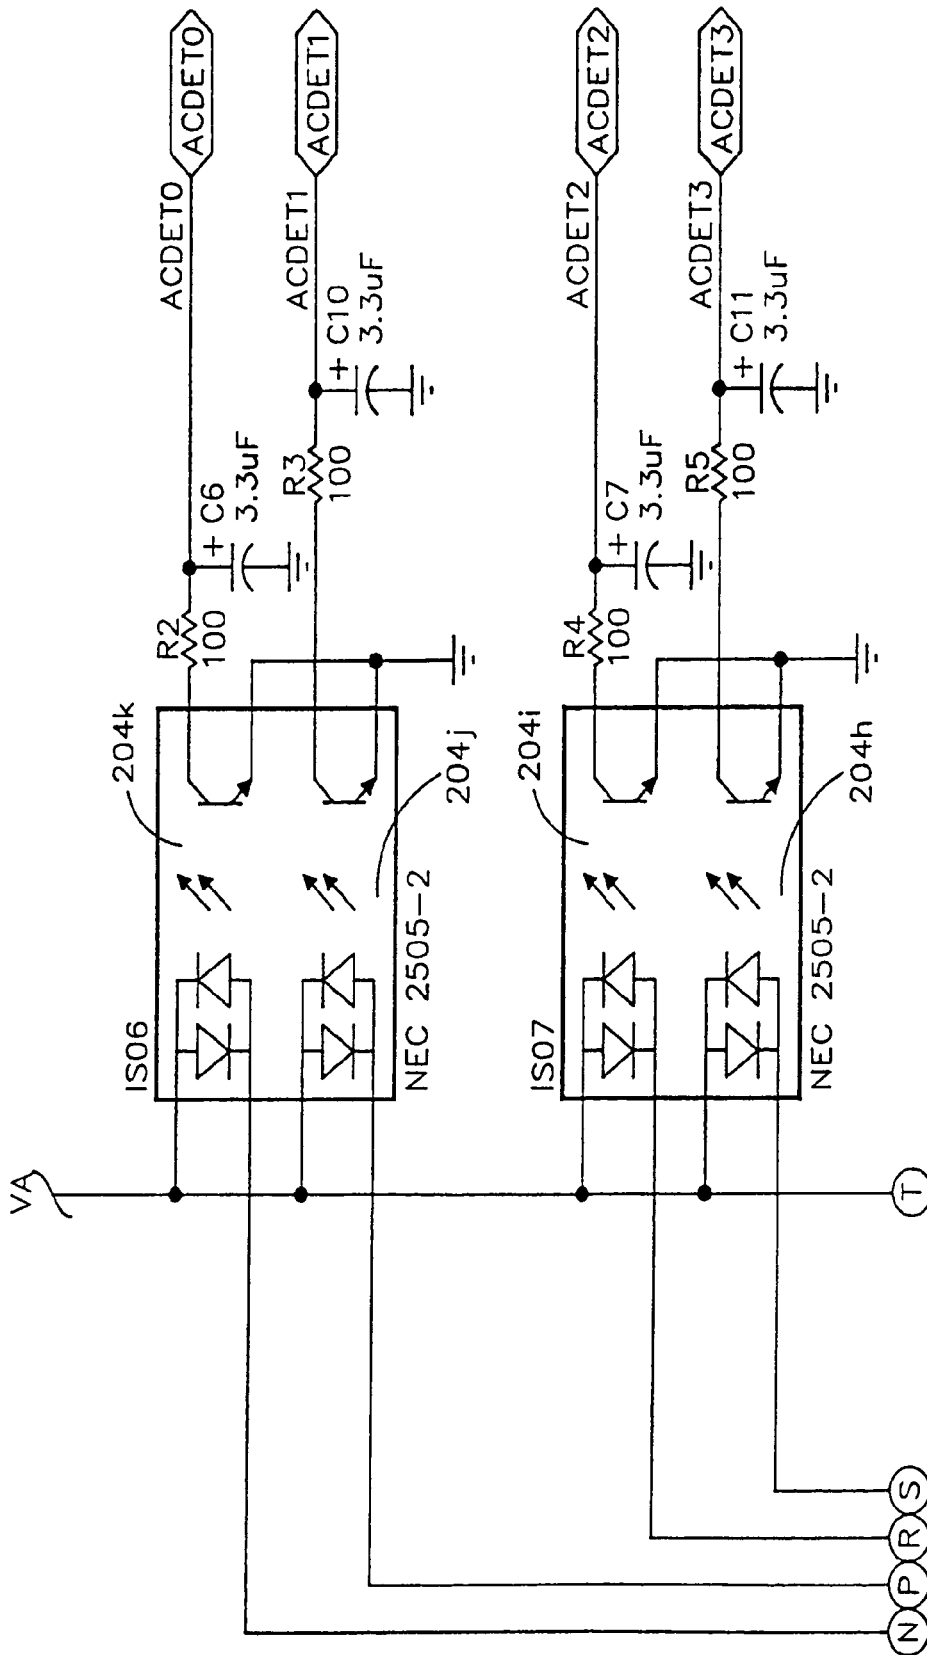 VA
IS06
204k
R2
100
+ C6
3.3uF
ACDET0
ACDET0
204j
R3
100
+ C10
3.3uF
ACDET1
ACDET1
NEC 2505-2
IS07
204i
R4
100
+ C7
3.3uF
ACDET2
ACDET2
204h
R5
100
+ C11
3.3uF
ACDET3
ACDET3
NEC 2505-2
N
P
R
S
T